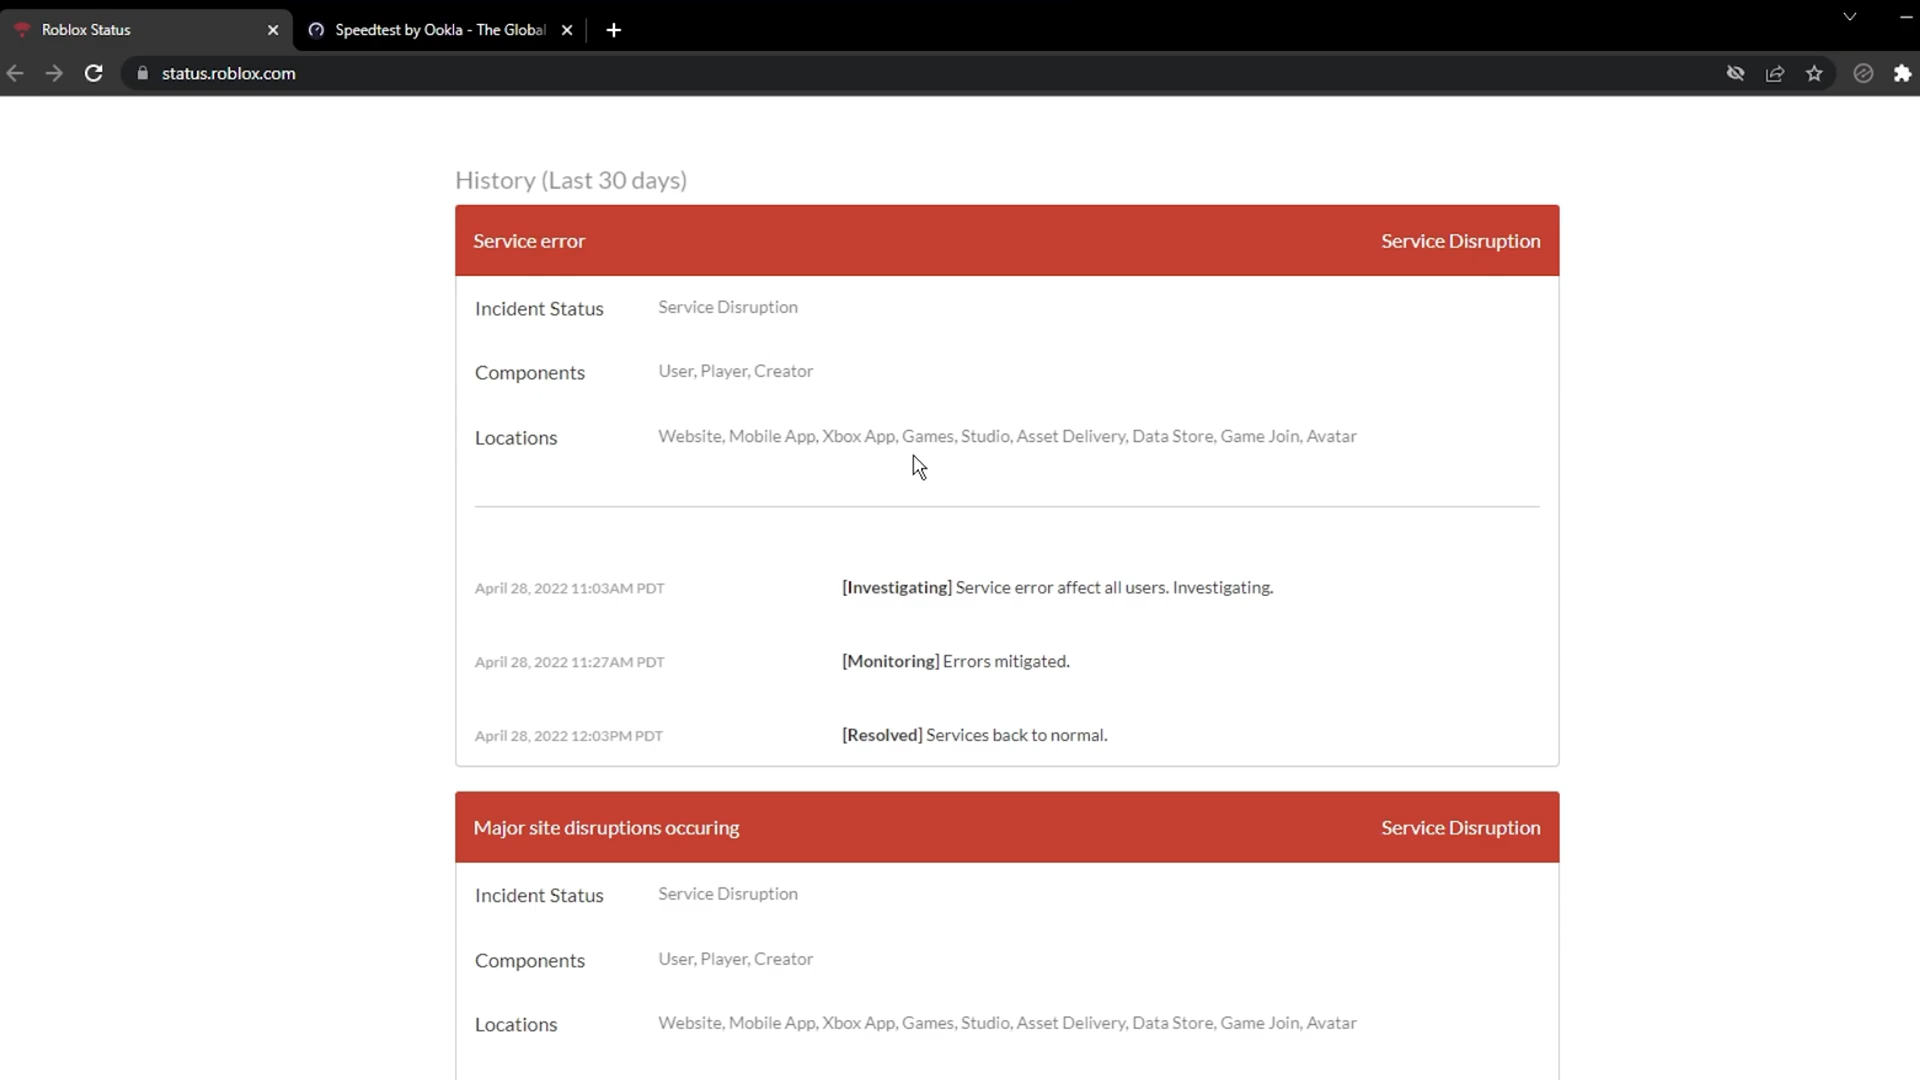 Roblox Status
Speedtest by Ookla - The Global
status.roblox.com
History (Last 30 days)
Service error Service Disruption
Incident Status Service Disruption
Components User, Player, Creator
Locations Website, Mobile App, Xbox App, Games, Studio, Asset Delivery, Data Store, Game Join, Avatar
April 28, 2022 11:03AM PDT [Investigating] Service error affect all users. Investigating.
April 28, 2022 11:27AM PDT [Monitoring] Errors mitigated.
April 28, 2022 12:03PM PDT [Resolved] Services back to normal.
Major site disruptions occuring Service Disruption
Incident Status Service Disruption
Components User, Player, Creator
Locations Website, Mobile App, Xbox App, Games, Studio, Asset Delivery, Data Store, Game Join, Avatar